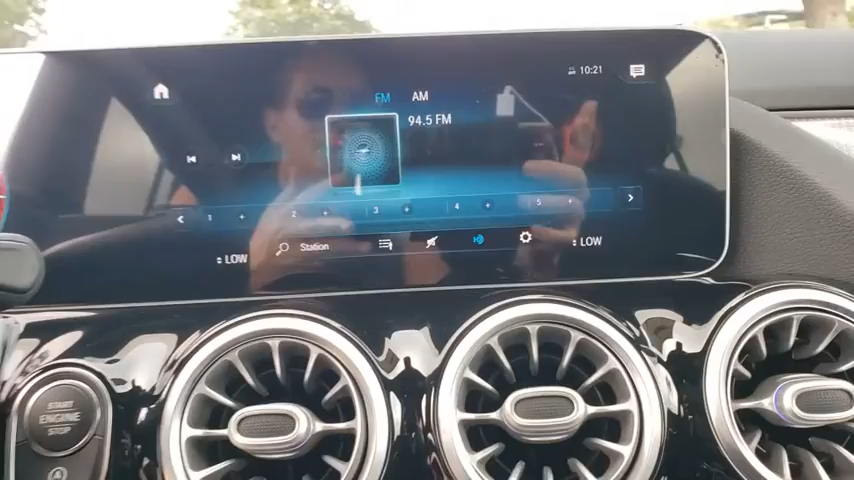 10:21
FM AM
94.5 FM
1 + 2 + 3 + 4 + 5 +
LOW Station LOW
START
ENGINE
STOP
A